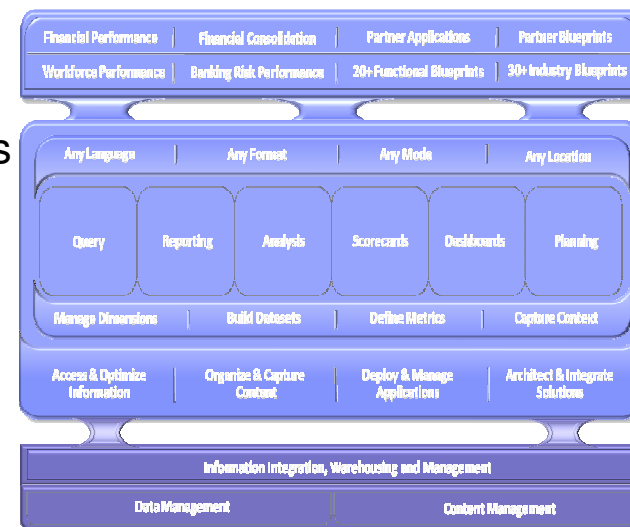 Financial Performance | Financial Consolidation | Partner Applications | Partner Blueprints
Workforce Performance | Banking Risk Performance | 20+ Functional Blueprints | 30+ Industry Blueprints
s
Any Language | Any Format | Any Mode | Any Location
Query Reporting Analysis Scorecards Dashboards Planning
Manage Dimensions | Build Datasets | Define Metrics | Capture Context
Access & Optimize | Organize & Capture | Deploy & Manage | Architect & Integrate
Information Content Applications Solutions
Information Integration, Warehousing and Management
Data Management Content Management